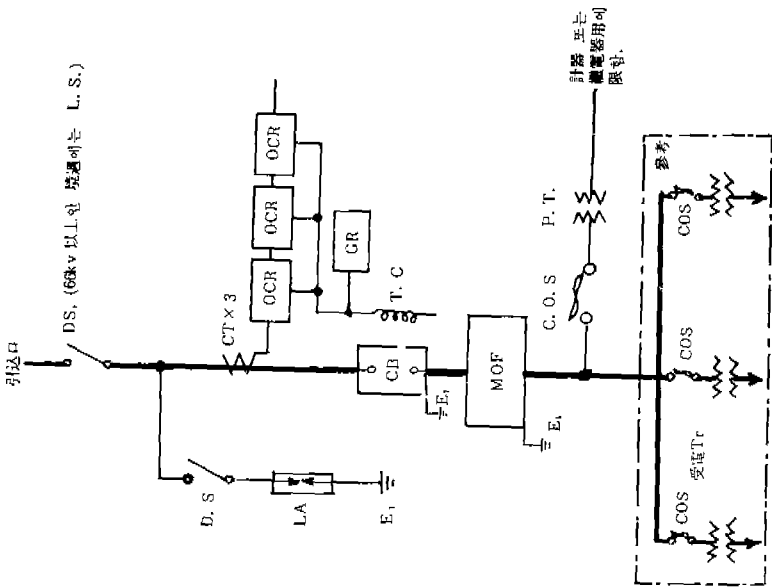 引込口
DS. (66kv 以上인 境遇에는 L. S.)
CT×3
OCR
OCR
OCR
GR
T. C
D. S
LA
E₁
CB
E₁
MOF
E₁
C. O. S
P. T.
計器 또는
繼電器用에
限함.
參考
COS
COS
COS
受電Tr